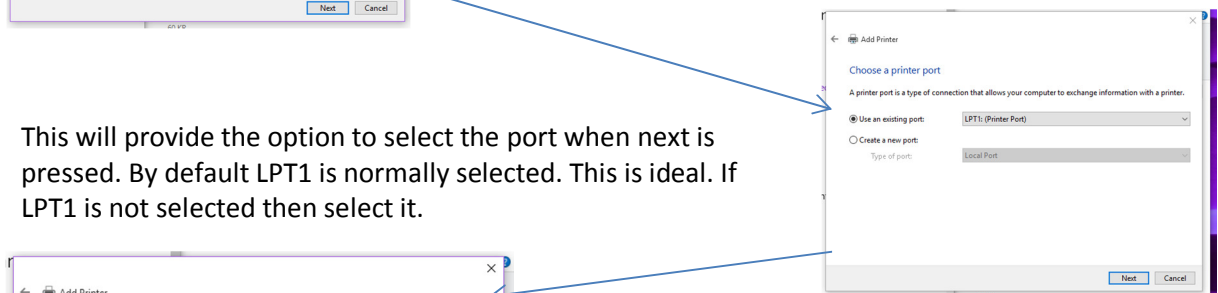 Next Cancel
60 KB
Add Printer
Choose a printer port
A printer port is a type of connection that allows your computer to exchange information with a printer.
Use an existing port: LPT1: (Printer Port)
Create a new port:
Type of port: Local Port
Next Cancel
This will provide the option to select the port when next is
pressed. By default LPT1 is normally selected. This is ideal. If
LPT1 is not selected then select it.
Add Printer